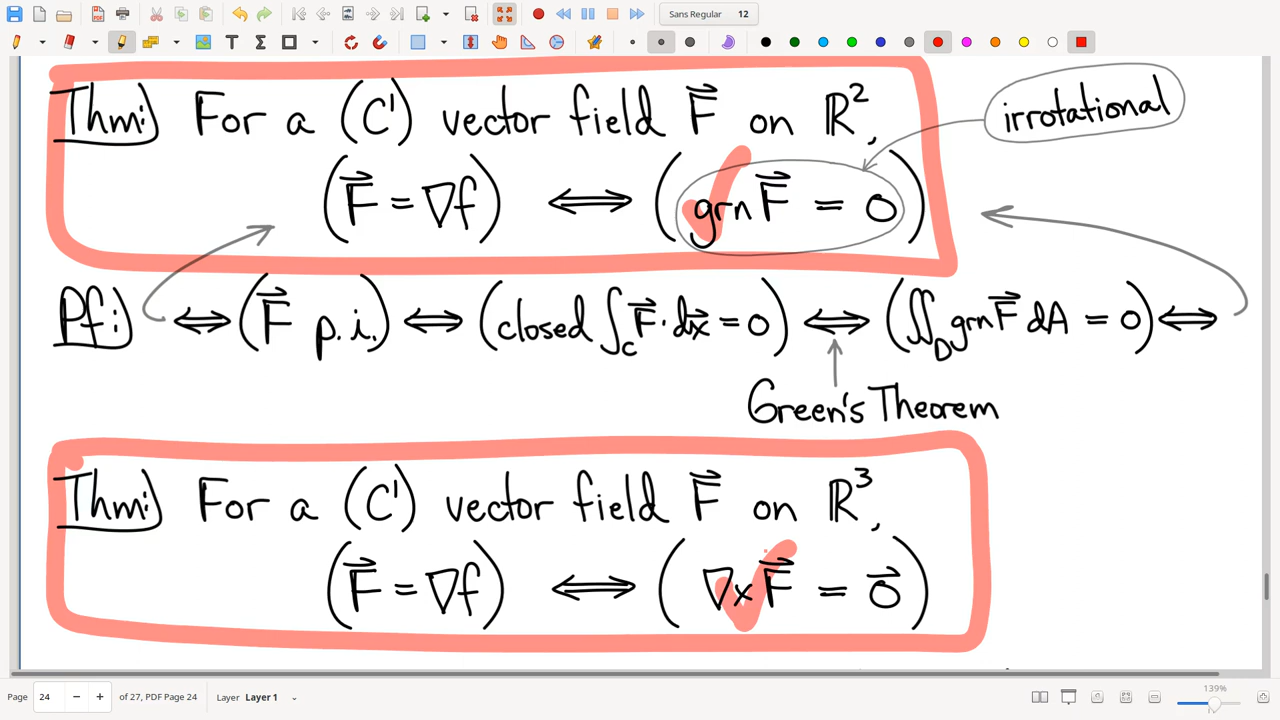 Sans Regular 12
Thm: For a (C¹) vector field F⃗ on ℝ²,
irrotational
(F⃗ = ∇f) ⟺ (grn F⃗ = 0)
Pf: ⟺ (F⃗ p.i.) ⟺ (closed ∫_C F⃗·dx⃗ = 0) ⟺ (∬_D grn F⃗ dA = 0) ⟺
Green's Theorem
Thm: For a (C¹) vector field F⃗ on ℝ³,
(F⃗ = ∇f) ⟺ (∇×F⃗ = 0⃗)
Page 24 of 27, PDF Page 24 Layer Layer 1 139%